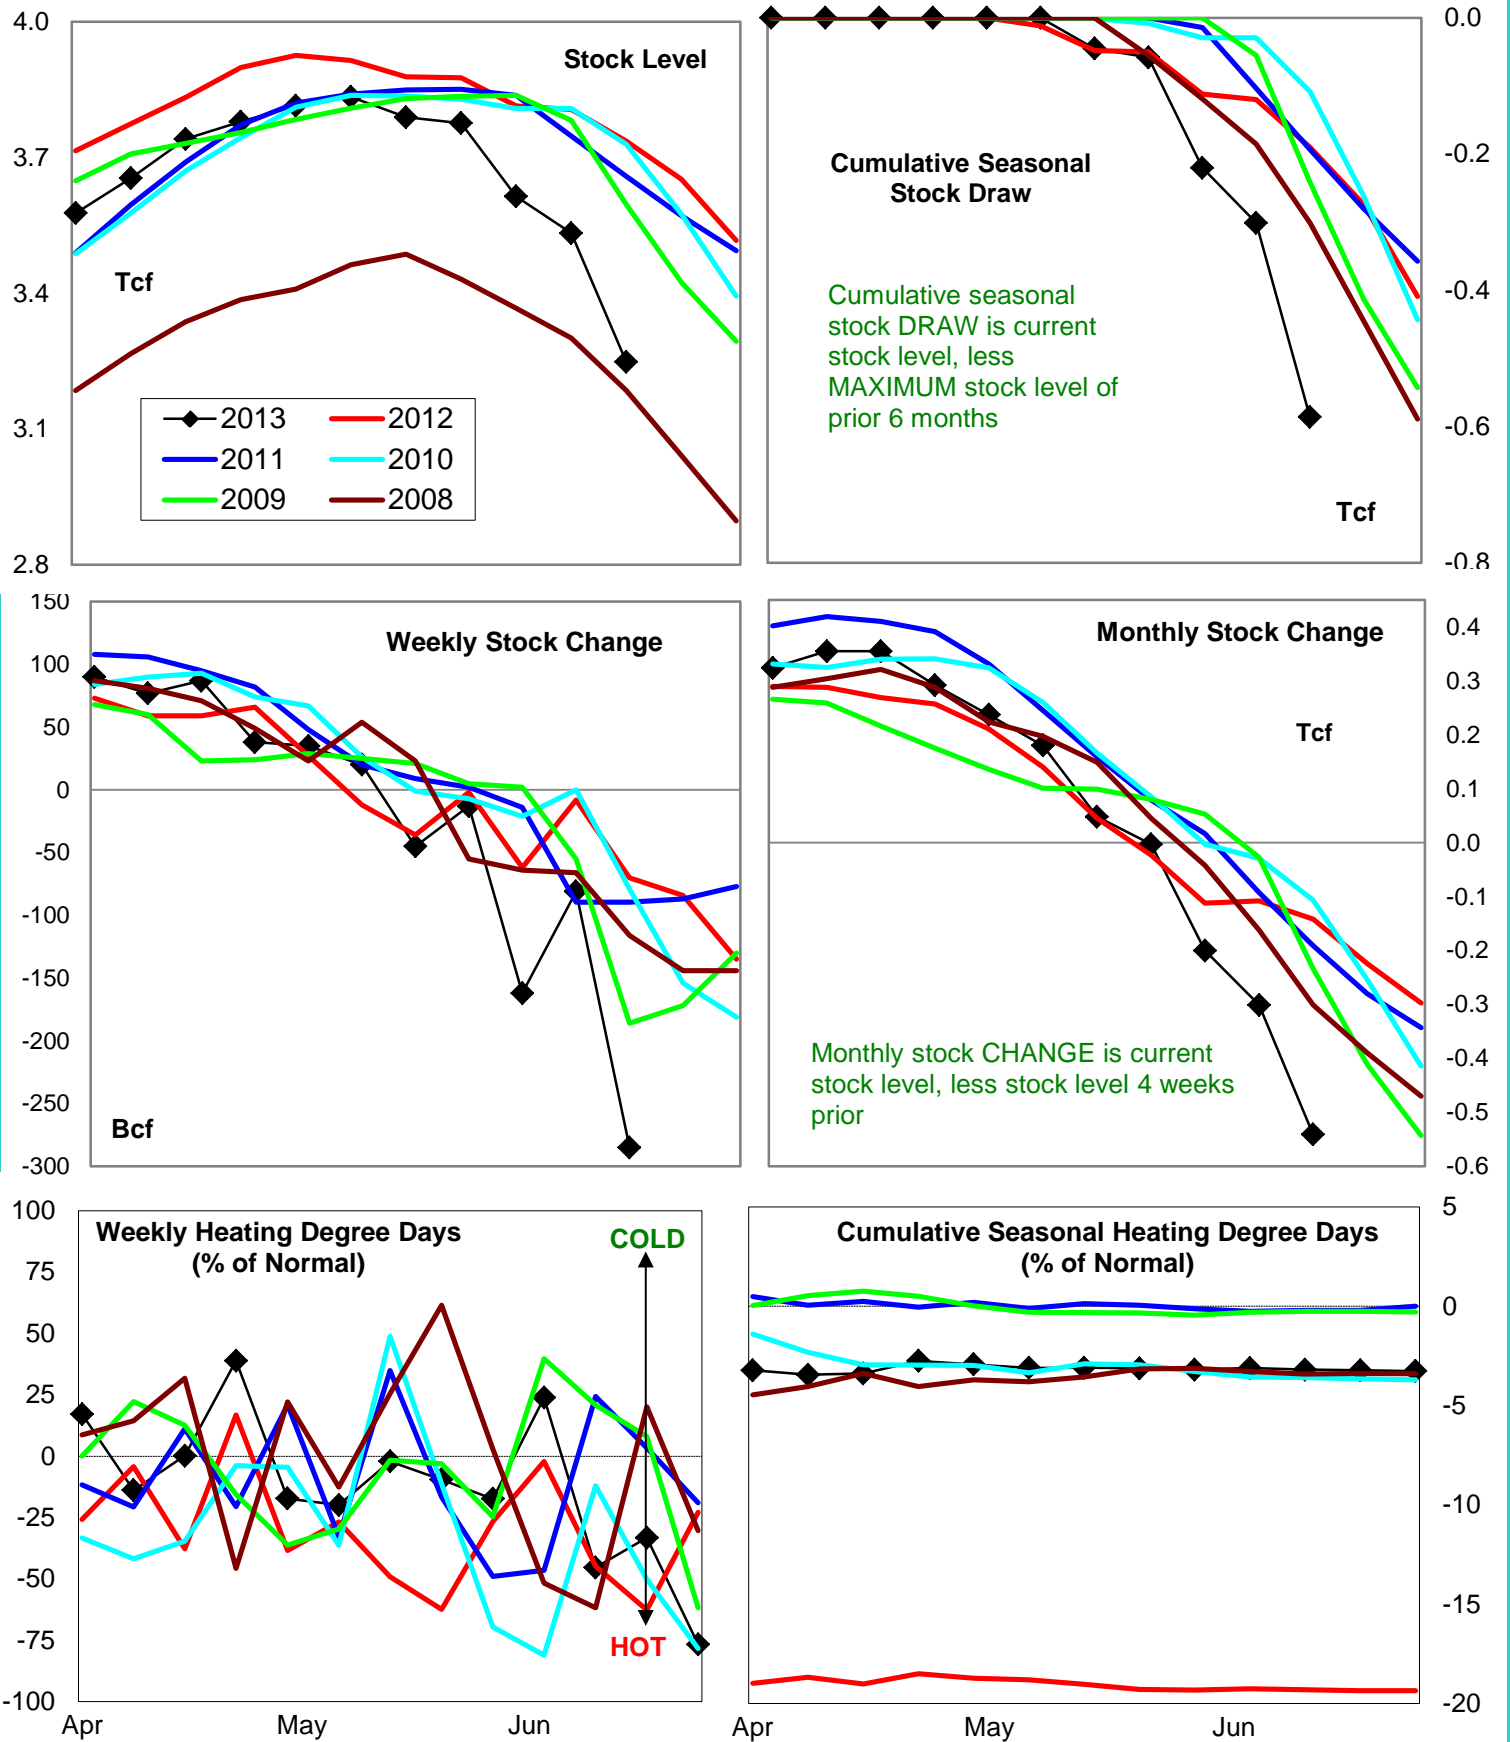 4.0
3.7
3.4
3.1
2.8
Stock Level
Tcf
2013
2012
2011
2010
2009
2008
0.0
-0.2
-0.4
-0.6
-0.8
Cumulative Seasonal
Stock Draw
Cumulative seasonal
stock DRAW is current
stock level, less
MAXIMUM stock level of
prior 6 months
Tcf
150
100
50
0
-50
-100
-150
-200
-250
-300
Weekly Stock Change
Bcf
0.4
0.3
0.2
0.1
0.0
-0.1
-0.2
-0.3
-0.4
-0.5
-0.6
Monthly Stock Change
Tcf
Monthly stock CHANGE is current
stock level, less stock level 4 weeks
prior
100
75
50
25
0
-25
-50
-75
-100
Weekly Heating Degree Days
(% of Normal)
COLD
HOT
Apr
May
Jun
5
0
-5
-10
-15
-20
Cumulative Seasonal Heating Degree Days
(% of Normal)
Apr
May
Jun